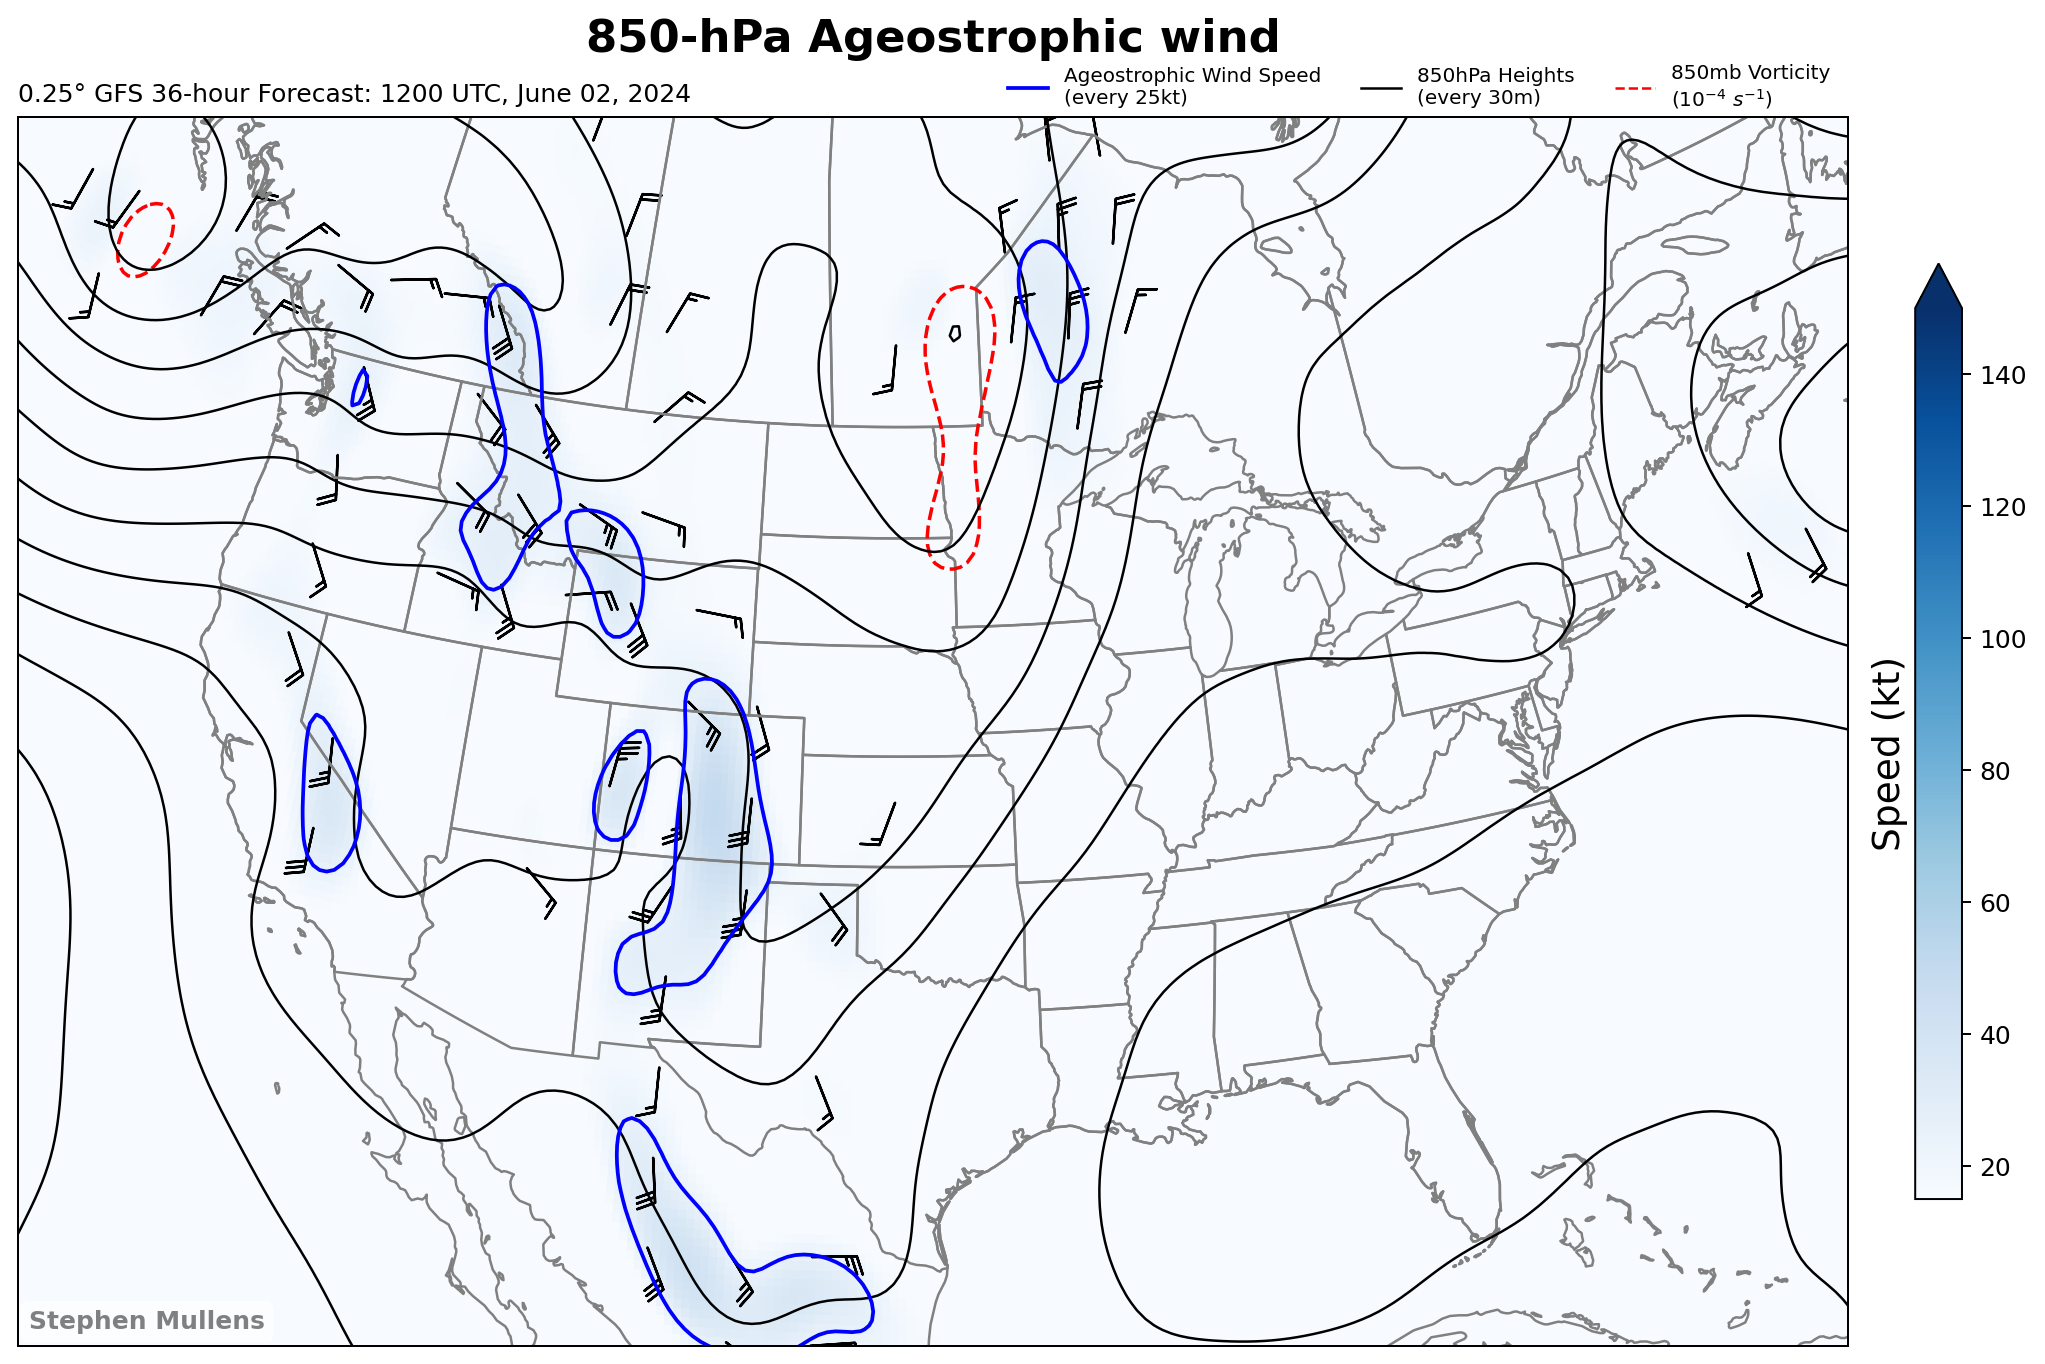 850-hPa Ageostrophic wind
0.25° GFS 36-hour Forecast: 1200 UTC, June 02, 2024
Ageostrophic Wind Speed
(every 25kt)
850hPa Heights
(every 30m)
850mb Vorticity
(10⁻⁴ s⁻¹)
140
120
100
80
60
40
20
Speed (kt)
Stephen Mullens